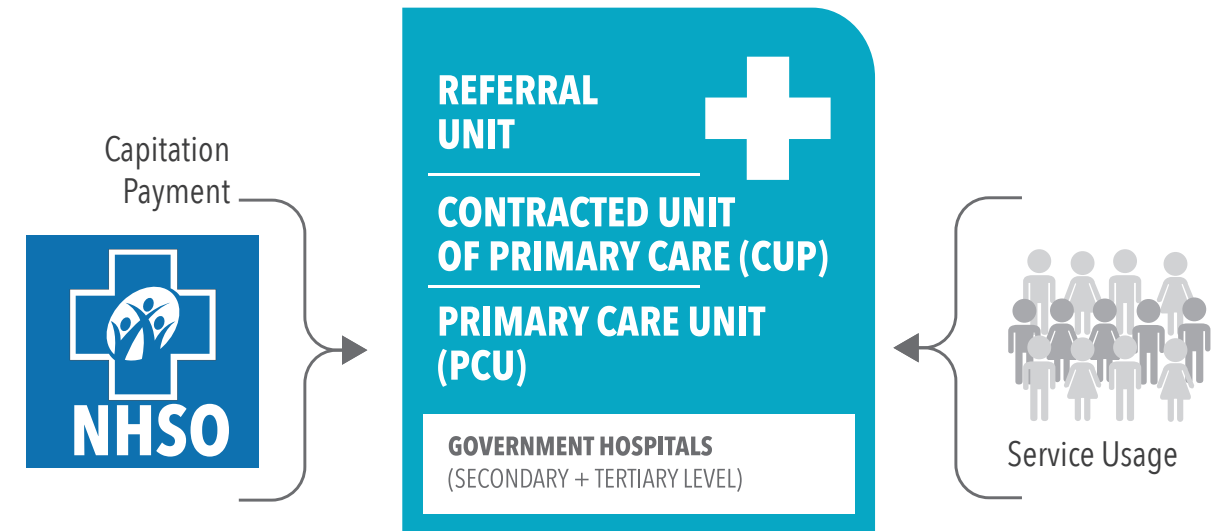 Capitation
Payment
NHSO
REFERRAL
UNIT
CONTRACTED UNIT
OF PRIMARY CARE (CUP)
PRIMARY CARE UNIT
(PCU)
GOVERNMENT HOSPITALS
(SECONDARY + TERTIARY LEVEL)
Service Usage